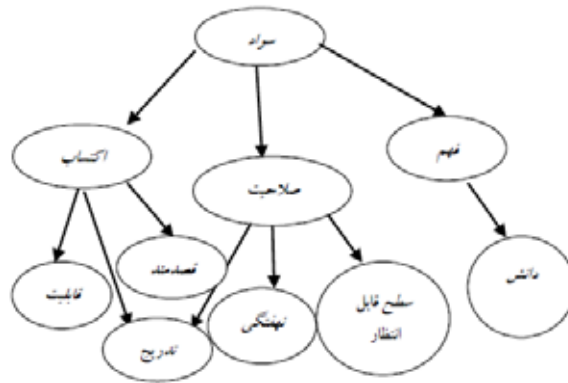 سواد
فهم
صلاحیت
اکتساب
دانش
سطح قابل
انتظار
نهفتگی
قصدمند
تدریج
قابلیت